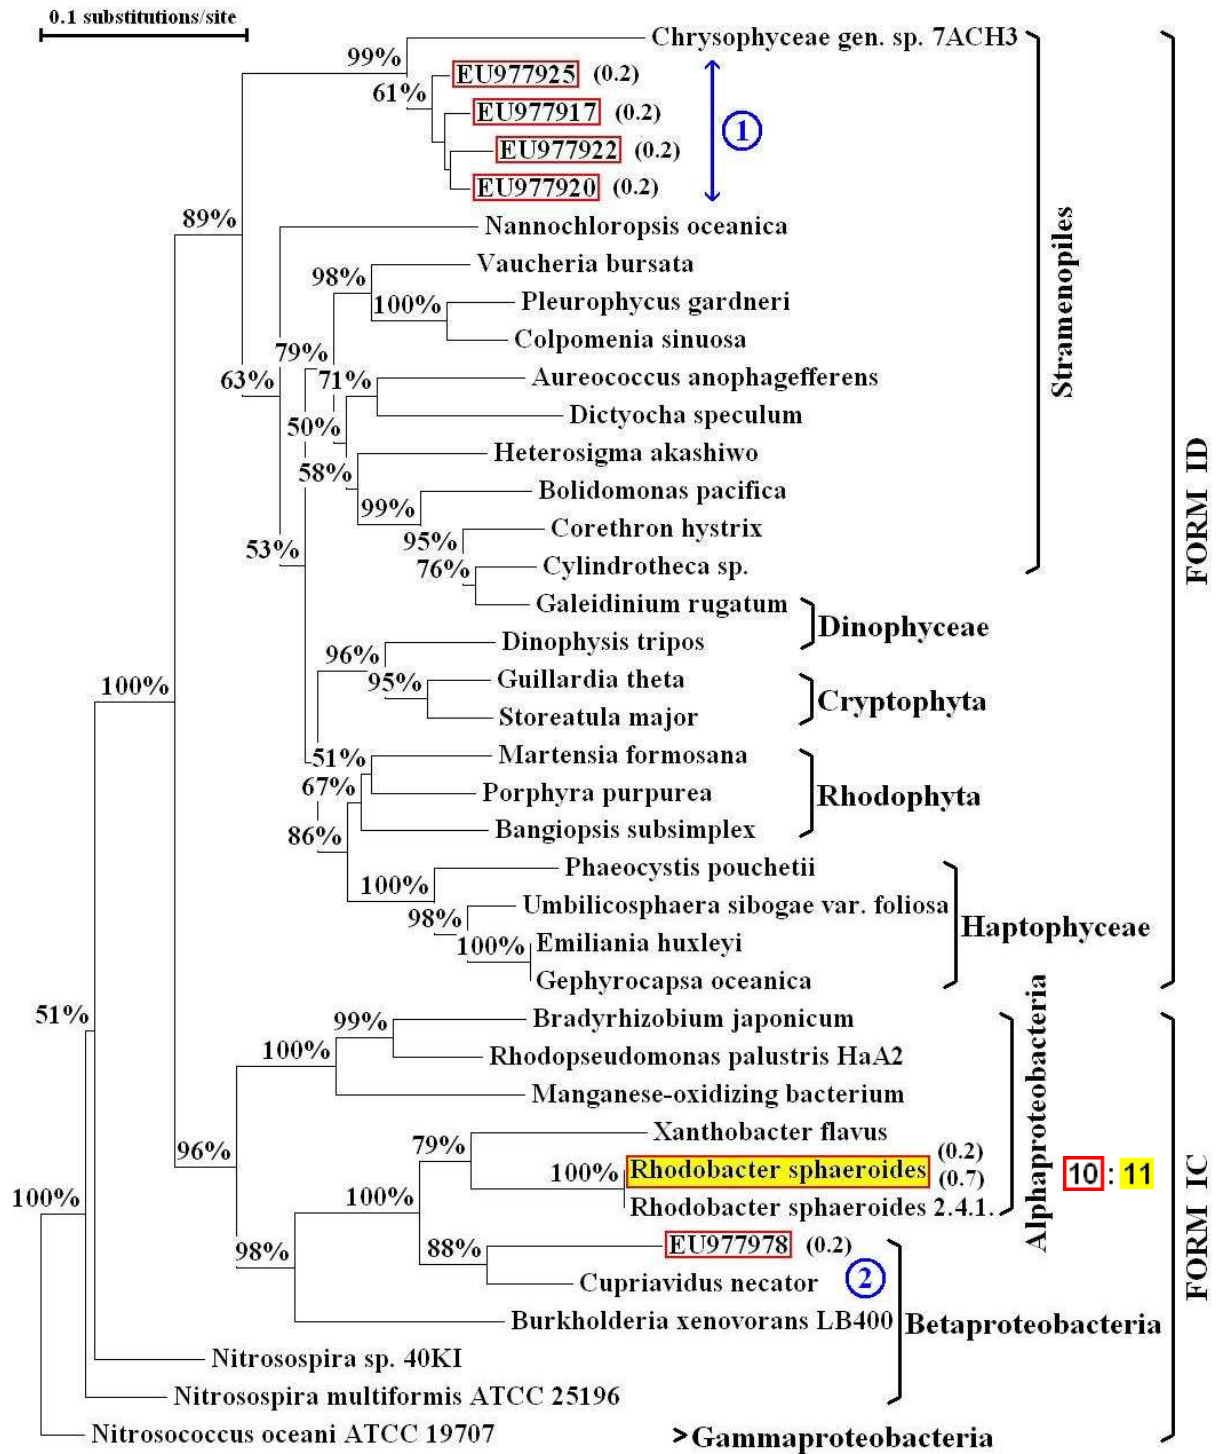 0.1 substitutions/site
99%
Chrysophyceae gen. sp. 7ACH3
61%
EU977925 (0.2)
EU977917 (0.2)
1
EU977922 (0.2)
EU977920 (0.2)
89%
Nannochloropsis oceanica
98%
Vaucheria bursata
100%
Pleurophycus gardneri
Colpomenia sinuosa
79%
63%
71%
Aureococcus anophagefferens
Dictyocha speculum
50%
58%
Heterosigma akashiwo
99%
Bolidomonas pacifica
53%
95%
Corethron hystrix
76%
Cylindrotheca sp.
Stramenopiles
Galeidinium rugatum
Dinophyceae
96%
Dinophysis tripos
95%
Guillardia theta
Cryptophyta
Storeatula major
100%
51%
Martensia formosana
67%
Porphyra purpurea
Rhodophyta
86%
Bangiopsis subsimplex
100%
Phaeocystis pouchetii
98%
Umbilicosphaera sibogae var. foliosa
Haptophyceae
100%
Emiliania huxleyi
Gephyrocapsa oceanica
FORM ID
51%
99%
Bradyrhizobium japonicum
100%
Rhodopseudomonas palustris HaA2
Manganese-oxidizing bacterium
96%
79%
Xanthobacter flavus
100%
Rhodobacter sphaeroides (0.2)
(0.7)
10 : 11
Rhodobacter sphaeroides 2.4.1.
Alphaproteobacteria
100%
100%
98%
88%
EU977978 (0.2)
Cupriavidus necator
2
Burkholderia xenovorans LB400
Betaproteobacteria
Nitrosospira sp. 40KI
Nitrosospira multiformis ATCC 25196
Nitrosococcus oceani ATCC 19707
>Gammaproteobacteria
FORM IC